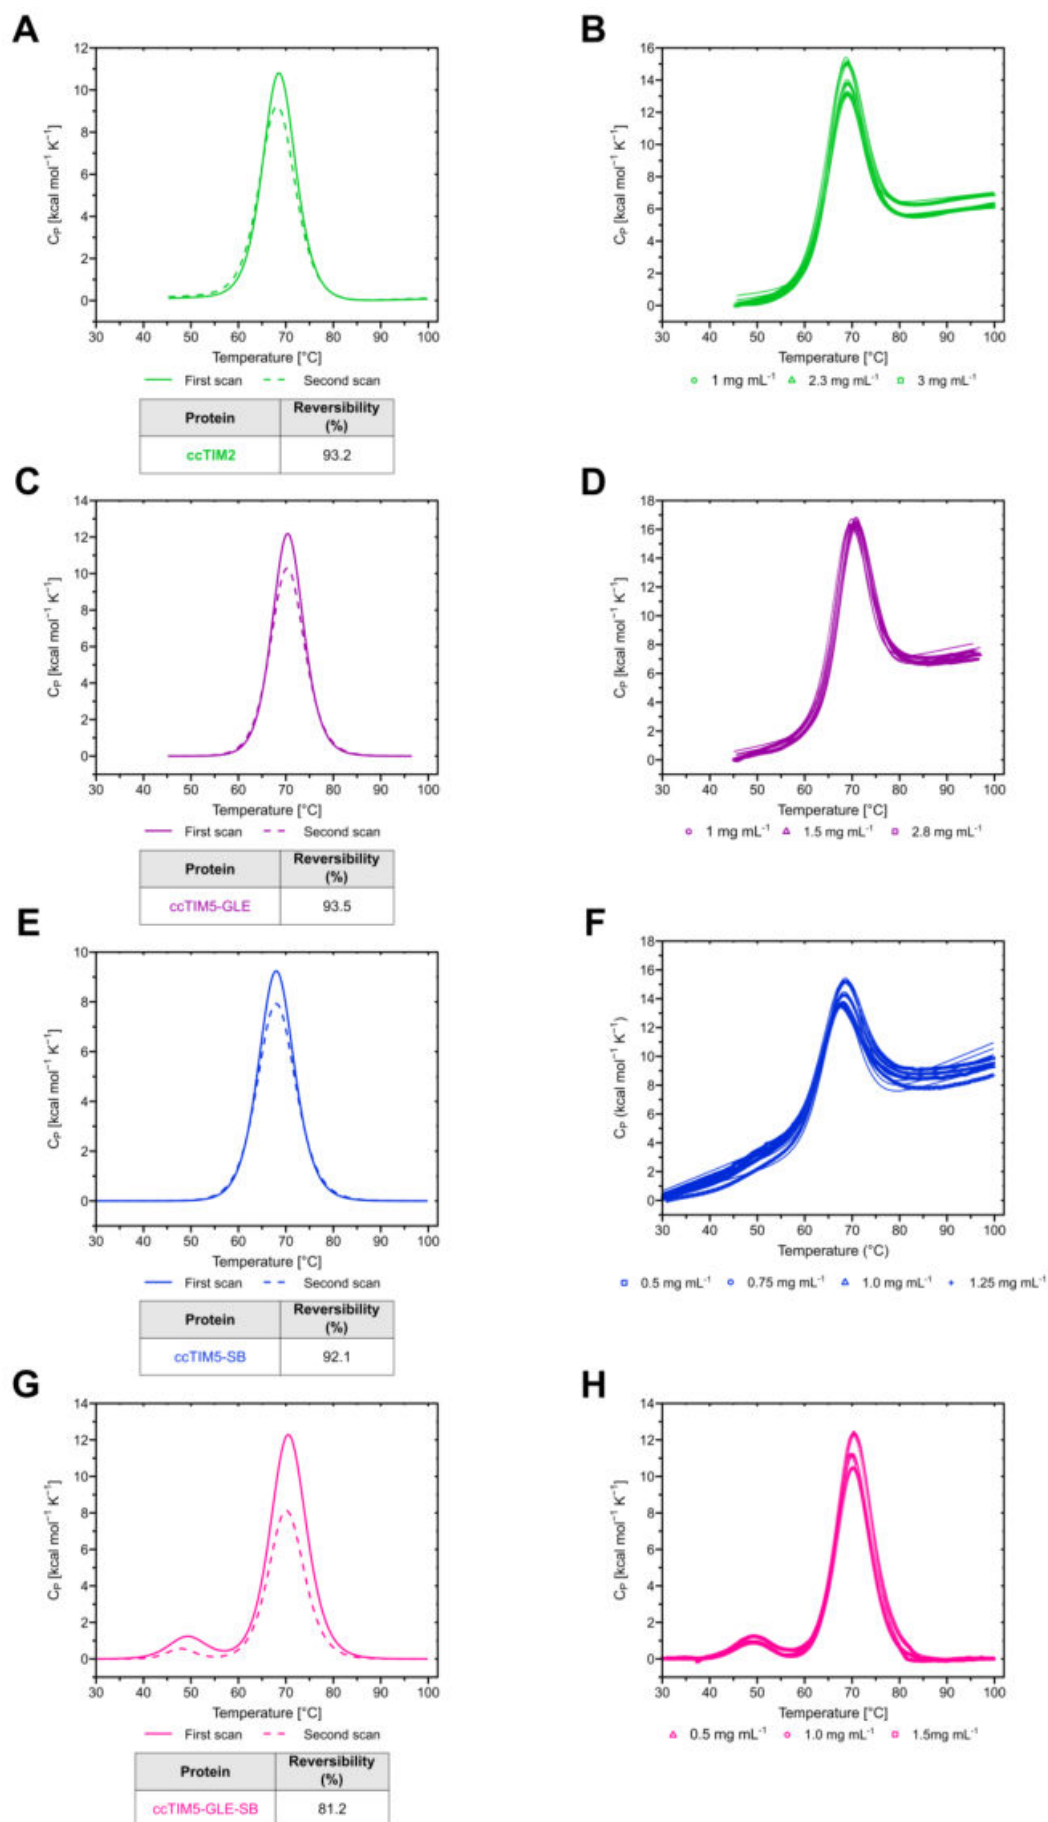 A
12
10
8
6
4
2
0
Cₚ [kcal mol⁻¹ K⁻¹]
30 40 50 60 70 80 90 100
Temperature [°C]
First scan Second scan
Protein Reversibility (%)
ccTIM2 93.2
B
16
14
12
10
8
6
4
2
0
Cₚ [kcal mol⁻¹ K⁻¹]
30 40 50 60 70 80 90 100
Temperature [°C]
1 mg mL⁻¹ 2.3 mg mL⁻¹ 3 mg mL⁻¹
C
14
12
10
8
6
4
2
0
Cₚ [kcal mol⁻¹ K⁻¹]
30 40 50 60 70 80 90 100
Temperature [°C]
First scan Second scan
Protein Reversibility (%)
ccTIM5-GLE 93.5
D
18
16
14
12
10
8
6
4
2
0
Cₚ [kcal mol⁻¹ K⁻¹]
30 40 50 60 70 80 90 100
Temperature [°C]
1 mg mL⁻¹ 1.5 mg mL⁻¹ 2.8 mg mL⁻¹
E
10
8
6
4
2
0
Cₚ [kcal mol⁻¹ K⁻¹]
30 40 50 60 70 80 90 100
Temperature [°C]
First scan Second scan
Protein Reversibility (%)
ccTIM5-SB 92.1
F
18
16
14
12
10
8
6
4
2
0
Cₚ (kcal mol⁻¹ K⁻¹)
30 40 50 60 70 80 90 100
Temperature (°C)
0.5 mg mL⁻¹ 0.75 mg mL⁻¹ 1.0 mg mL⁻¹ 1.25 mg mL⁻¹
G
14
12
10
8
6
4
2
0
Cₚ [kcal mol⁻¹ K⁻¹]
30 40 50 60 70 80 90 100
Temperature [°C]
First scan Second scan
Protein Reversibility (%)
ccTIM5-GLE-SB 81.2
H
14
12
10
8
6
4
2
0
Cₚ [kcal mol⁻¹ K⁻¹]
30 40 50 60 70 80 90 100
Temperature [°C]
0.5 mg mL⁻¹ 1.0 mg mL⁻¹ 1.5mg mL⁻¹